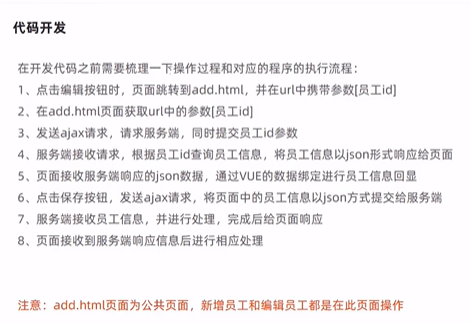 代码开发
在开发代码之前需要梳理一下操作过程和对应的程序的执行流程：
1、点击编辑按钮时，页面跳转到add.html，并在url中携带参数[员工id]
2、在add.html页面获取url中的参数[员工id]
3、发送ajax请求，请求服务端，同时提交员工id参数
4、服务端接收请求，根据员工id查询员工信息，将员工信息以json形式响应给页面
5、页面接收服务端响应的json数据，通过VUE的数据绑定进行员工信息回显
6、点击保存按钮，发送ajax请求，将页面中的员工信息以json方式提交给服务端
7、服务端接收员工信息，并进行处理，完成后给页面响应
8、页面接收到服务端响应信息后进行相应处理
注意：add.html页面为公共页面，新增员工和编辑员工都是在此页面操作